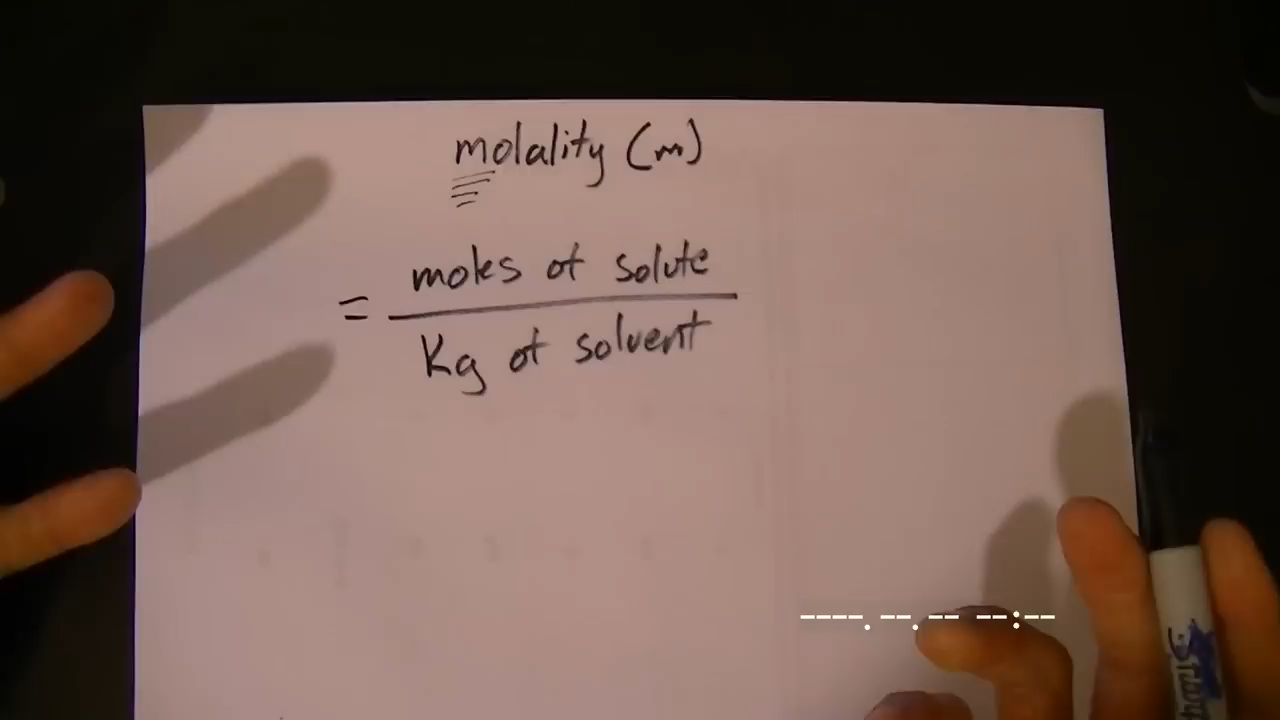 molality (m)
= moles of solute
Kg of solvent
----.--.-- --:--